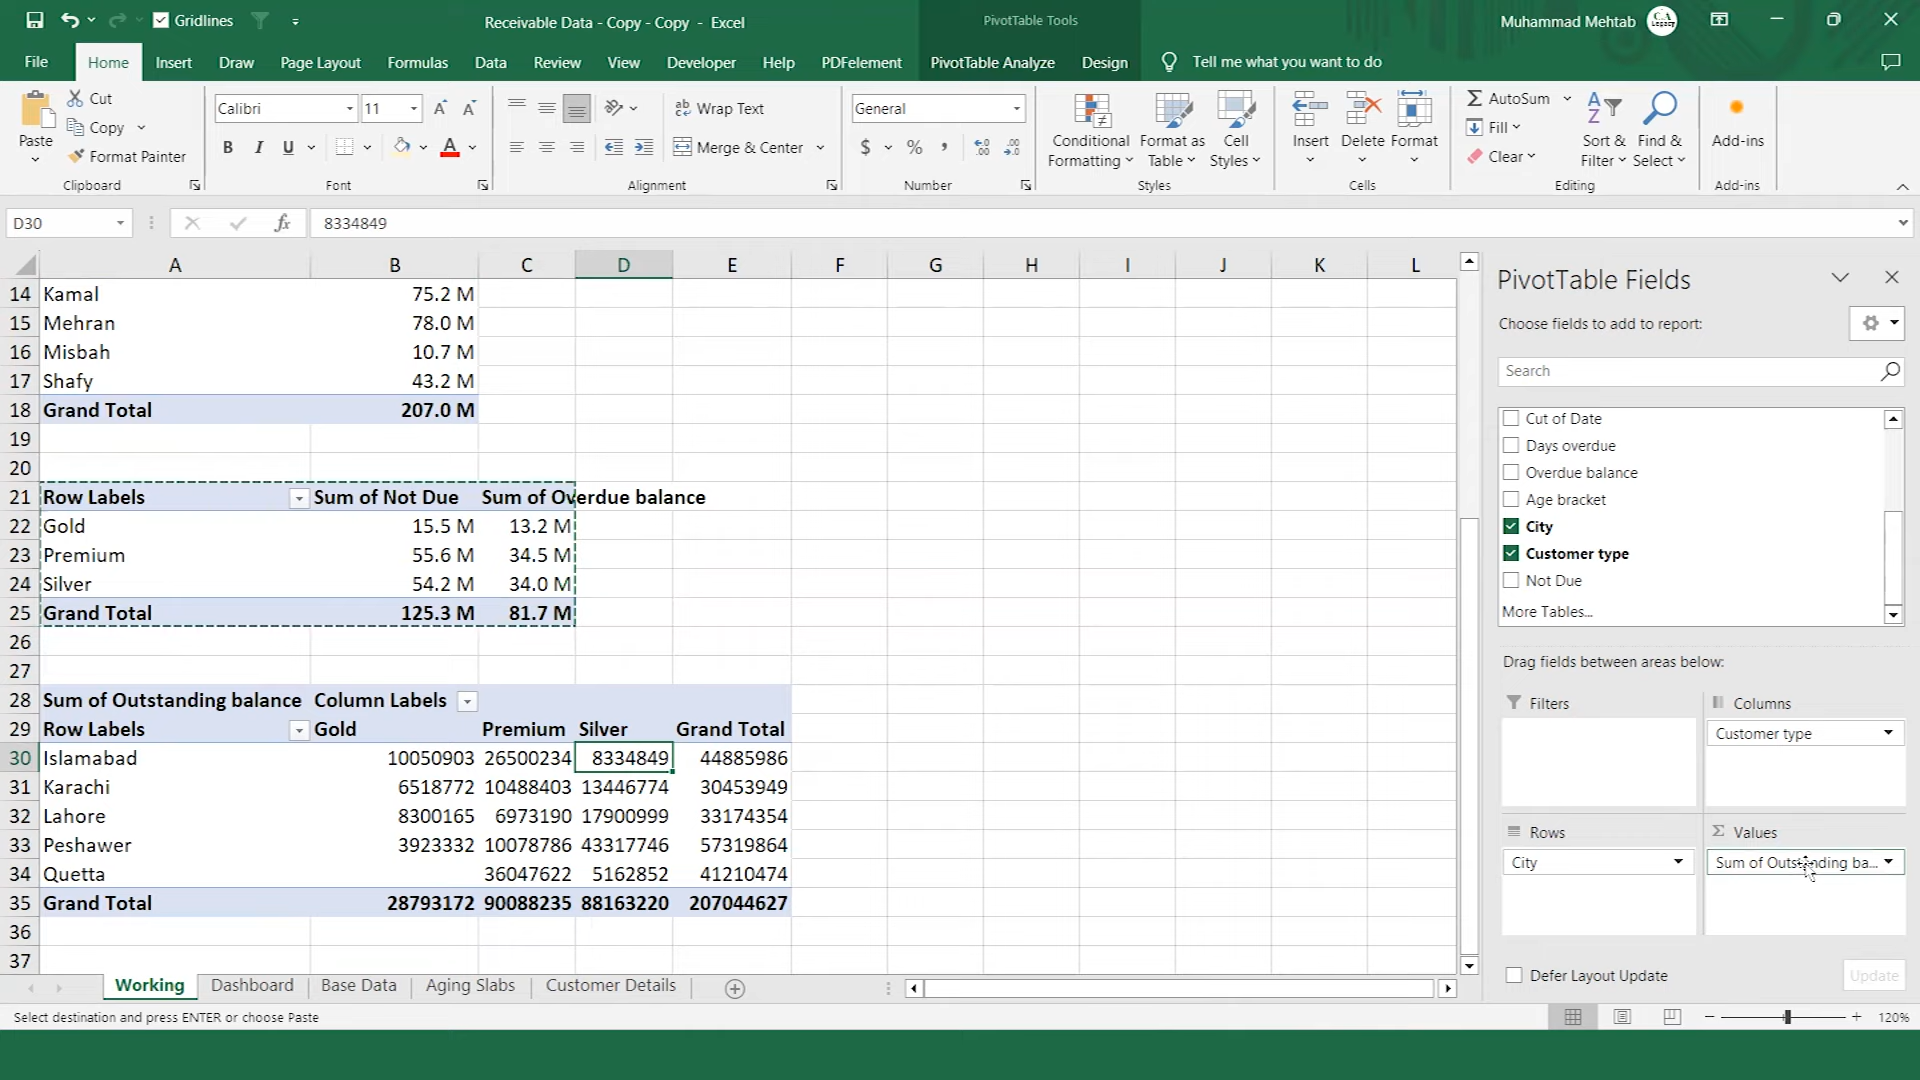 Gridlines
Receivable Data - Copy - Copy - Excel
PivotTable Tools
Muhammad Mehtab
CA
Legacy
File Home Insert Draw Page Layout Formulas Data Review View Developer Help PDFelement PivotTable Analyze Design Tell me what you want to do
Paste
Cut
Copy
Format Painter
Clipboard
Calibri 11
B I U
Font
Wrap Text
Merge & Center
Alignment
General
$ % ,
Number
Conditional Formatting
Format as Table
Cell Styles
Styles
Insert Delete Format
Cells
AutoSum
Fill
Clear
Sort & Filter
Find & Select
Editing
Add-ins
Add-ins
D30 fx 8334849
A B C D E F G H I J K L
14 Kamal 75.2 M
15 Mehran 78.0 M
16 Misbah 10.7 M
17 Shafy 43.2 M
18 Grand Total 207.0 M
19
20
21 Row Labels Sum of Not Due Sum of Overdue balance
22 Gold 15.5 M 13.2 M
23 Premium 55.6 M 34.5 M
24 Silver 54.2 M 34.0 M
25 Grand Total 125.3 M 81.7 M
26
27
28 Sum of Outstanding balance Column Labels
29 Row Labels Gold Premium Silver Grand Total
30 Islamabad 10050903 26500234 8334849 44885986
31 Karachi 6518772 10488403 13446774 30453949
32 Lahore 8300165 6973190 17900999 33174354
33 Peshawer 3923332 10078786 43317746 57319864
34 Quetta 36047622 5162852 41210474
35 Grand Total 28793172 90088235 88163220 207044627
36
37
PivotTable Fields
Choose fields to add to report:
Search
Cut of Date
Days overdue
Overdue balance
Age bracket
City
Customer type
Not Due
More Tables...
Drag fields between areas below:
Filters
Columns
Customer type
Rows
City
Σ Values
Sum of Outstanding ba...
Defer Layout Update
Update
Working Dashboard Base Data Aging Slabs Customer Details
Select destination and press ENTER or choose Paste
120%